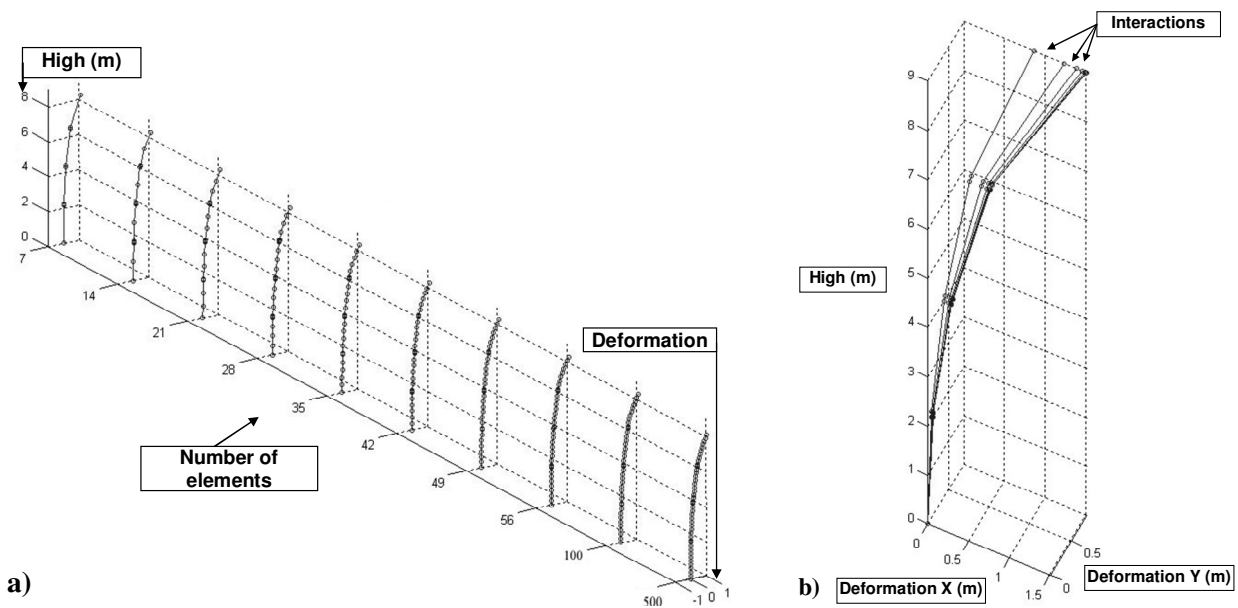 High (m)
8
6
4
2
0
7
14
21
28
35
42
49
56
100
500
-1 0 1
Deformation
Number of
elements
a)
Interactions
9
8
7
6
5
4
3
2
1
0
High (m)
0
0.5
1
1.5
0
0.5
Deformation X (m)
Deformation Y (m)
b)